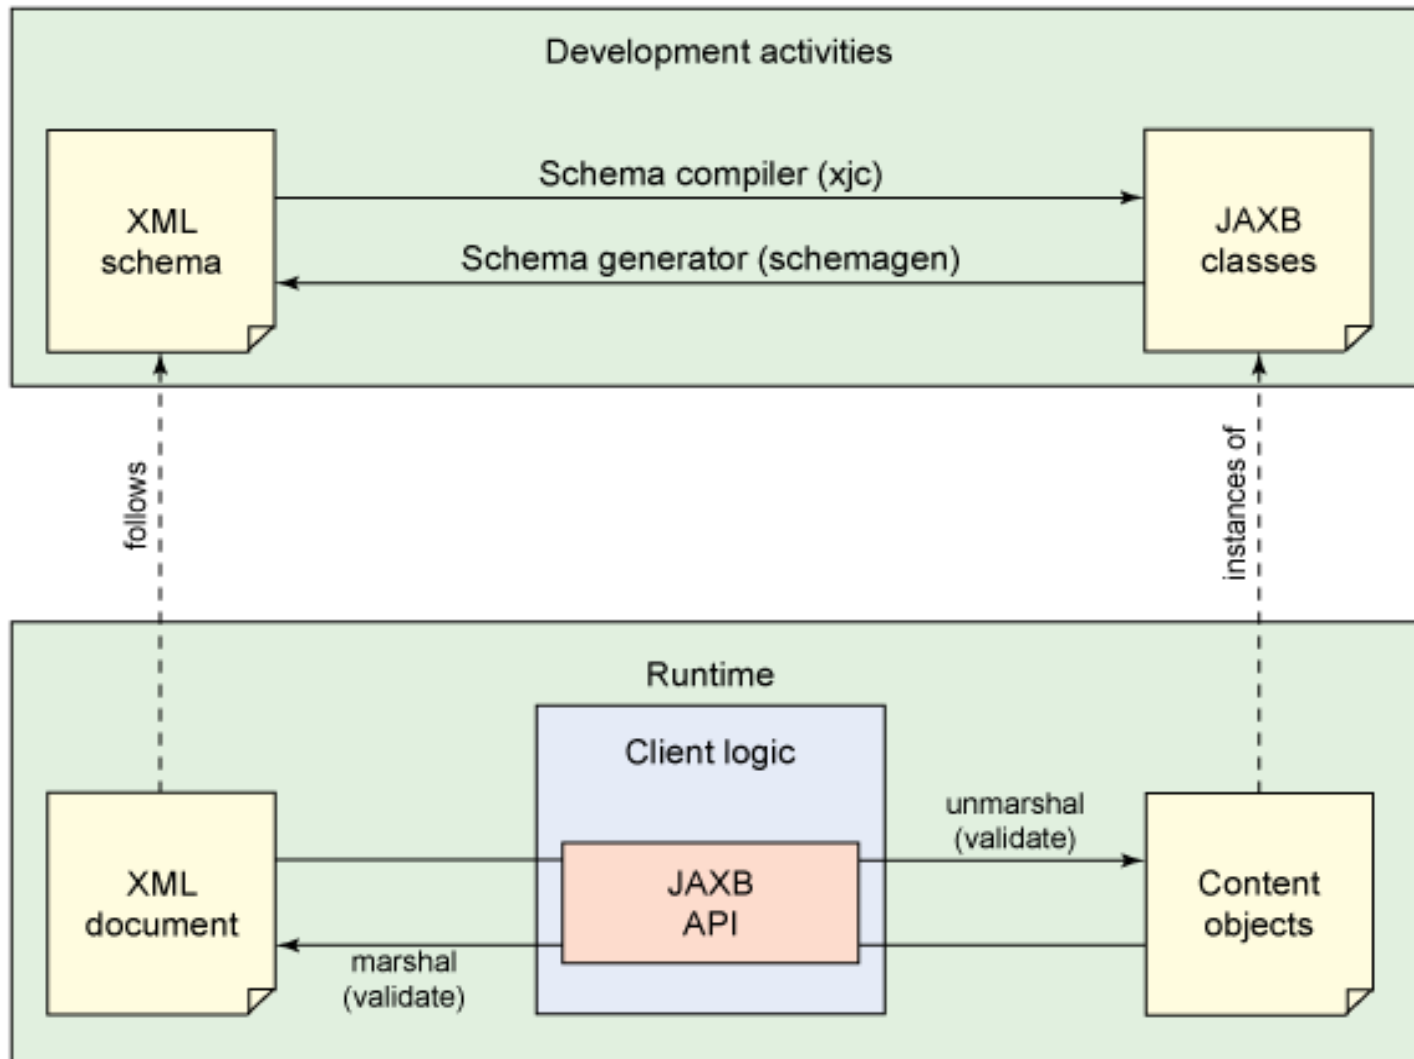 Development activities
XML
schema
Schema compiler (xjc)
Schema generator (schemagen)
JAXB
classes
follows
instances of
Runtime
Client logic
XML
document
JAXB
API
unmarshal
(validate)
marshal
(validate)
Content
objects